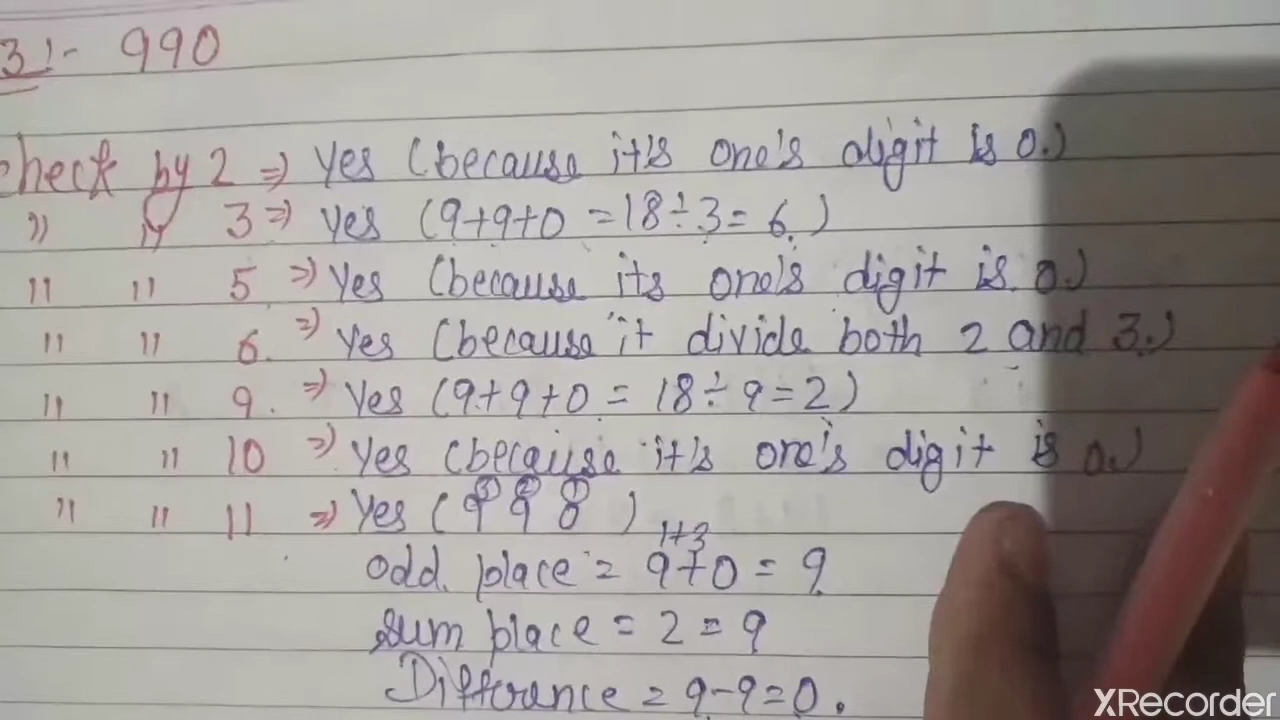 3!- 990
check by 2 => Yes (because it's one's digit is 0.)
" " 3 => Yes (9+9+0 = 18 ÷ 3 = 6.)
" " 5 => Yes (because its one's digit is 0.)
" " 6. => Yes (because it divide both 2 and 3.)
" " 9. => Yes (9+9+0 = 18 ÷ 9 = 2)
" " 10 => Yes (because it's one's digit is 0.)
" " 11 => Yes (9 9 0)
1+3
odd. place = 9+0 = 9
sum place = 2 = 9
Difference = 9-9=0.
XRecorder